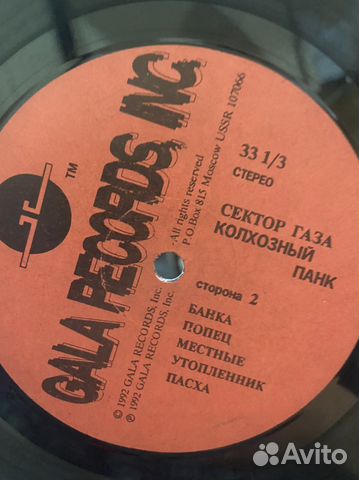 TM
GALA RECORDS, INC.
All rights reserved
P.O.Box 815 Moscow USSR 107066
33 1/3
СТЕРЕО
СЕКТОР ГАЗА
КОЛХОЗНЫЙ
ПАНК
сторона 2
БАНКА
ПОПЕЦ
МЕСТНЫЕ
УТОПЛЕННИК
ПАСХА
© 1992 GALA RECORDS, Inc.
℗ 1992 GALA RECORDS, Inc.
Avito